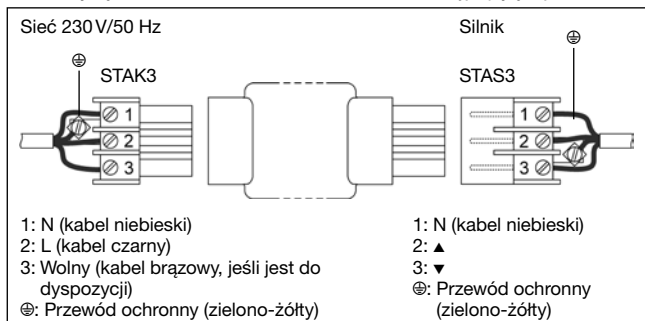 Sieć 230 V/50 Hz
Silnik
STAK3
STAS3
1
2
3
1
2
3
1: N (kabel niebieski)
2: L (kabel czarny)
3: Wolny (kabel brązowy, jeśli jest do
dyspozycji)
⏚: Przewód ochronny (zielono-żółty)
1: N (kabel niebieski)
2: ▲
3: ▼
⏚: Przewód ochronny
(zielono-żółty)